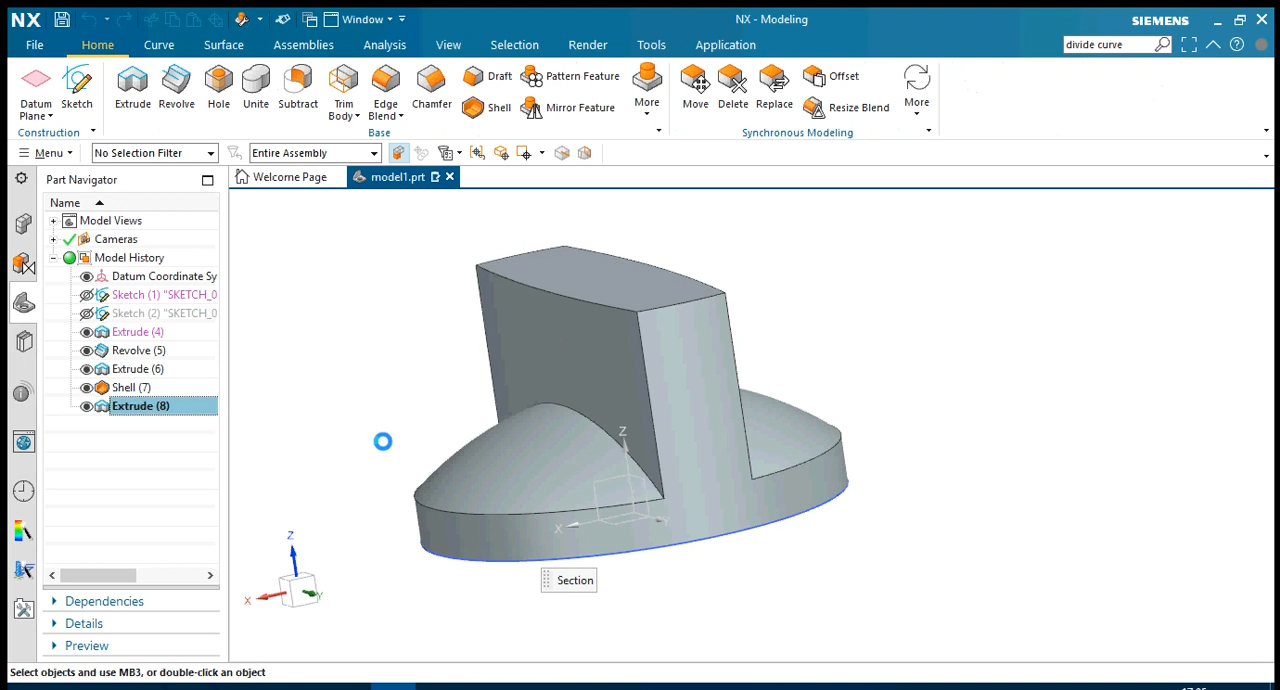 NX
Window
NX - Modeling
SIEMENS
File Home Curve Surface Assemblies Analysis View Selection Render Tools Application
divide curve
Datum Plane
Sketch
Extrude
Revolve
Hole
Unite
Subtract
Trim Body
Edge Blend
Chamfer
Draft
Shell
Pattern Feature
Mirror Feature
More
Move
Delete
Replace
Offset
Resize Blend
More
Construction
Base
Synchronous Modeling
Menu
No Selection Filter
Entire Assembly
Part Navigator
Welcome Page
model1.prt
Name
Model Views
Cameras
Model History
Datum Coordinate Sy
Sketch (1) "SKETCH_0
Sketch (2) "SKETCH_0
Extrude (4)
Revolve (5)
Extrude (6)
Shell (7)
Extrude (8)
Dependencies
Details
Preview
Z
X
Z
X
Y
Section
Select objects and use MB3, or double-click an object